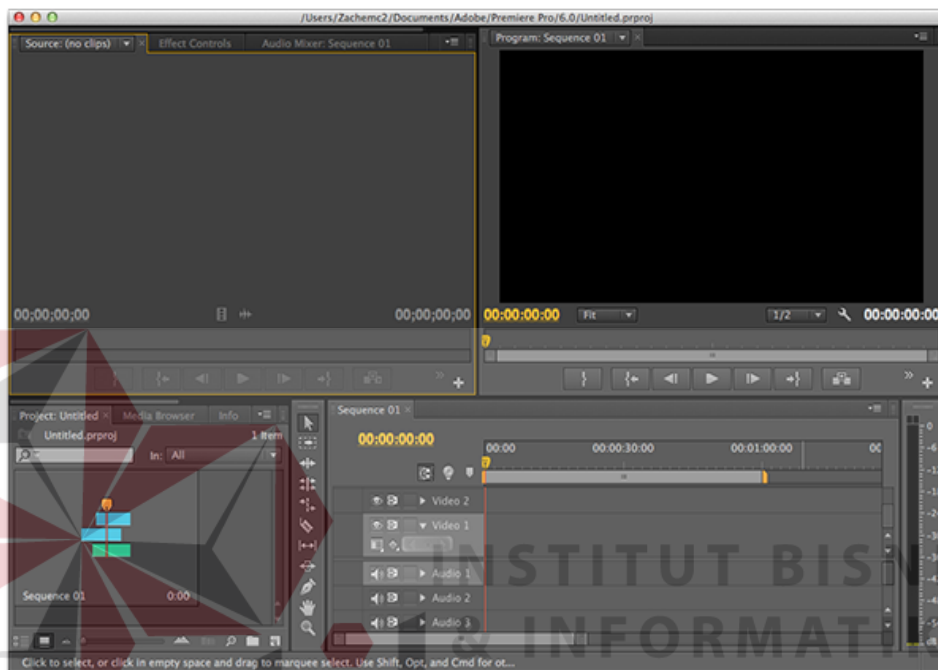 /Users/Zachemc2/Documents/Adobe/Premiere Pro/6.0/Untitled.prproj
Source: (no clips)
Effect Controls
Audio Mixer: Sequence 01
Program: Sequence 01
00;00;00;00
00;00;00;00
00:00:00:00
Fit
1/2
00:00:00:00
Project: Untitled
Media Browser
Info
Untitled.prproj
1 Item
In: All
Sequence 01
0:00
Sequence 01
00:00:00:00
00:00
00:00:30:00
00:01:00:00
00
Video 2
Video 1
Audio 1
Audio 2
Audio 3
0
-6
INSTITUT BISN
& INFORMATIK
Click to select, or click in empty space and drag to marquee select. Use Shift, Opt, and Cmd for ot...